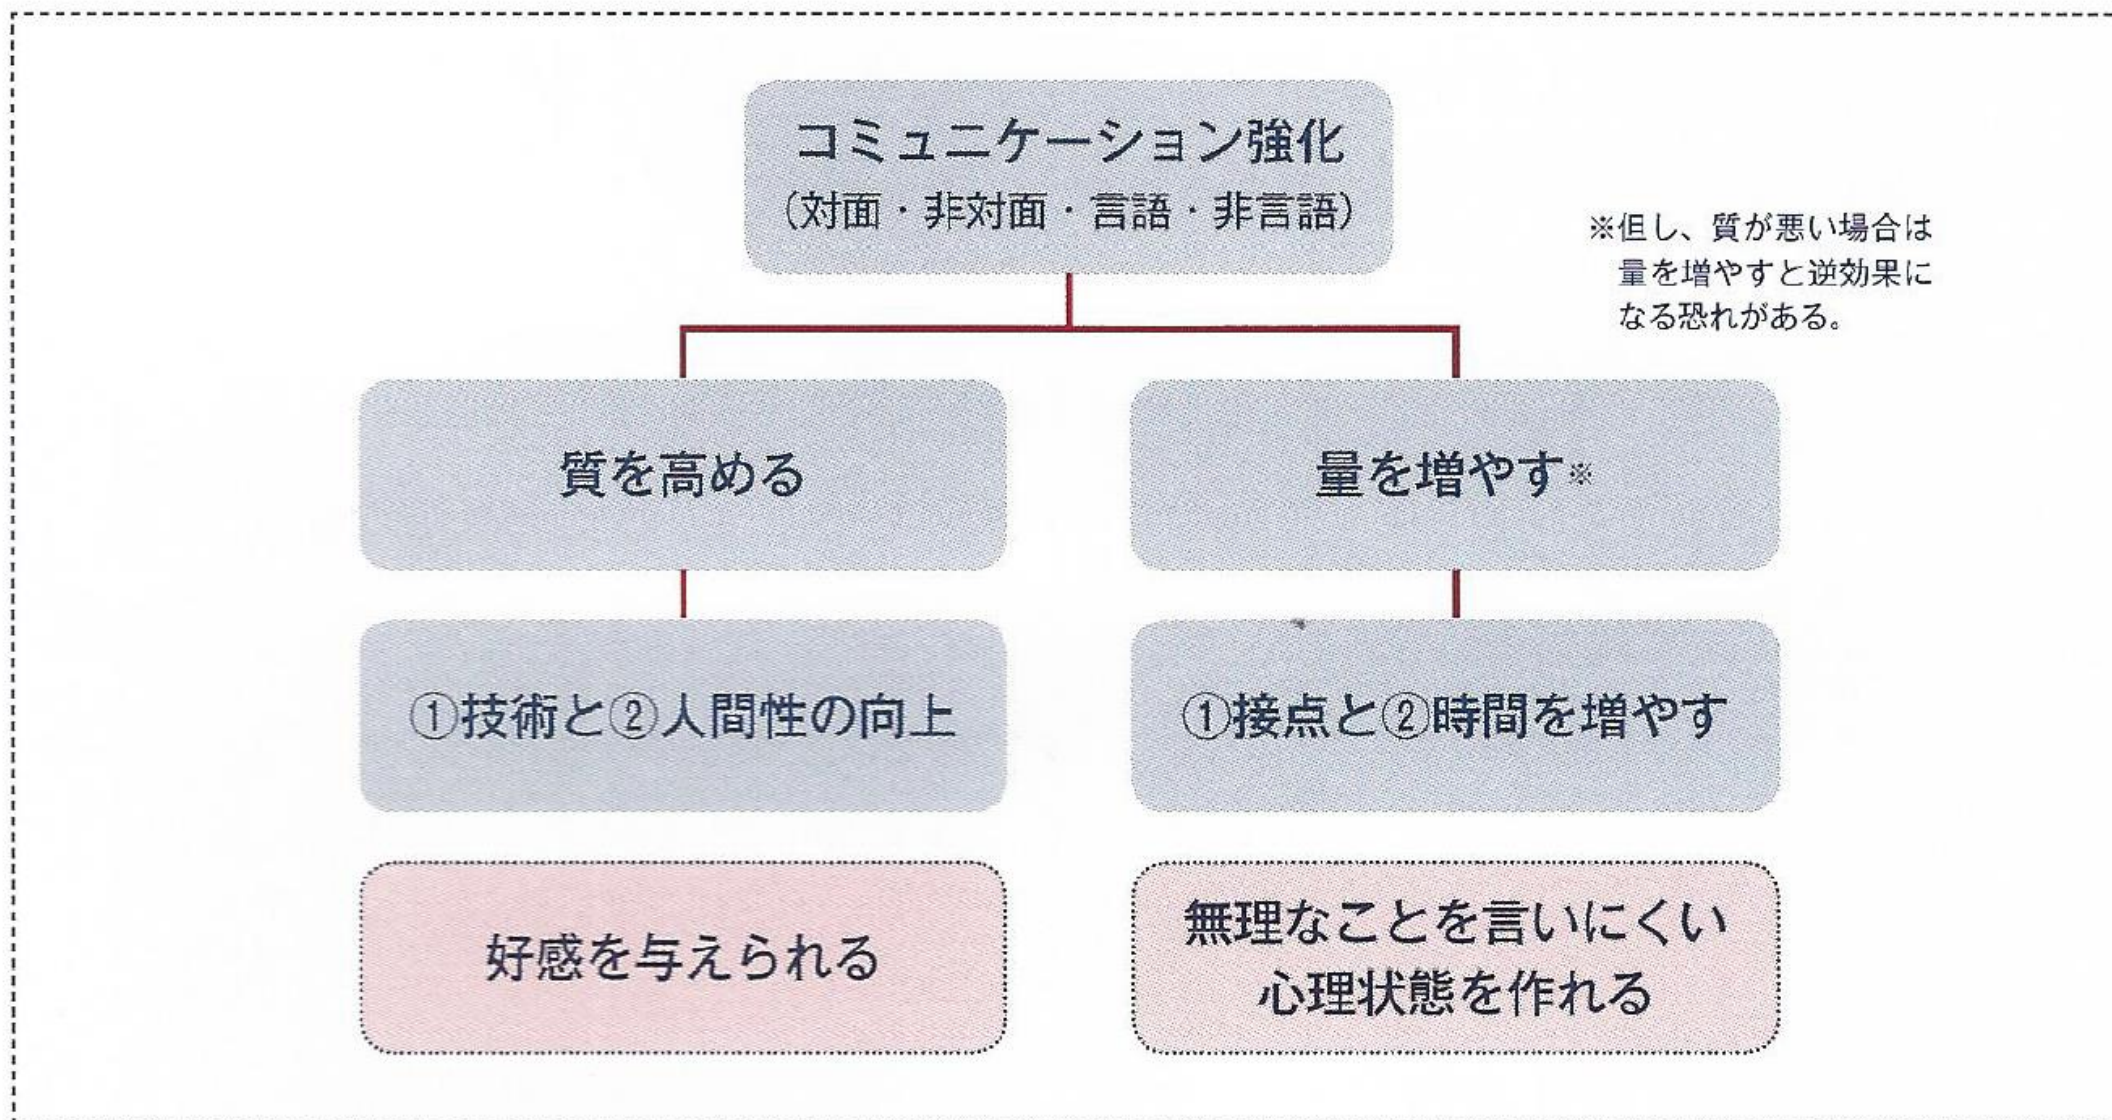 コミュニケーション強化
（対面・非対面・言語・非言語）
※但し、質が悪い場合は
量を増やすと逆効果に
なる恐れがある。
質を高める
量を増やす※
①技術と②人間性の向上
①接点と②時間を増やす
好感を与えられる
無理なことを言いにくい
心理状態を作れる